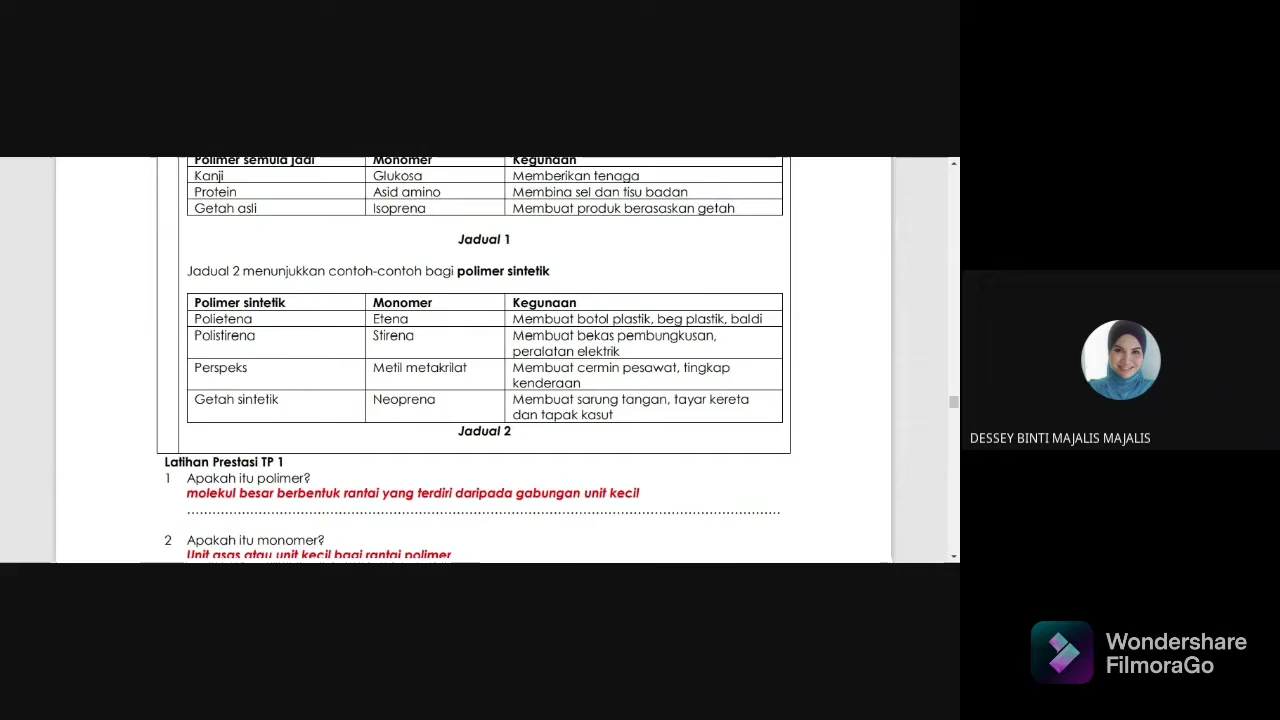 Polimer semula jadi Monomer Kegunaan
Kanji Glukosa Memberikan tenaga
Protein Asid amino Membina sel dan tisu badan
Getah asli Isoprena Membuat produk berasaskan getah
Jadual 1
Jadual 2 menunjukkan contoh-contoh bagi polimer sintetik
Polimer sintetik Monomer Kegunaan
Polietena Etena Membuat botol plastik, beg plastik, baldi
Polistirena Stirena Membuat bekas pembungkusan,
peralatan elektrik
Perspeks Metil metakrilat Membuat cermin pesawat, tingkap
kenderaan
Getah sintetik Neoprena Membuat sarung tangan, tayar kereta
dan tapak kasut
Jadual 2
Latihan Prestasi TP 1
1 Apakah itu polimer?
molekul besar berbentuk rantai yang terdiri daripada gabungan unit kecil
2 Apakah itu monomer?
Unit asas atau unit kecil bagi rantai polimer
DESSEY BINTI MAJALIS MAJALIS
Wondershare
FilmoraGo